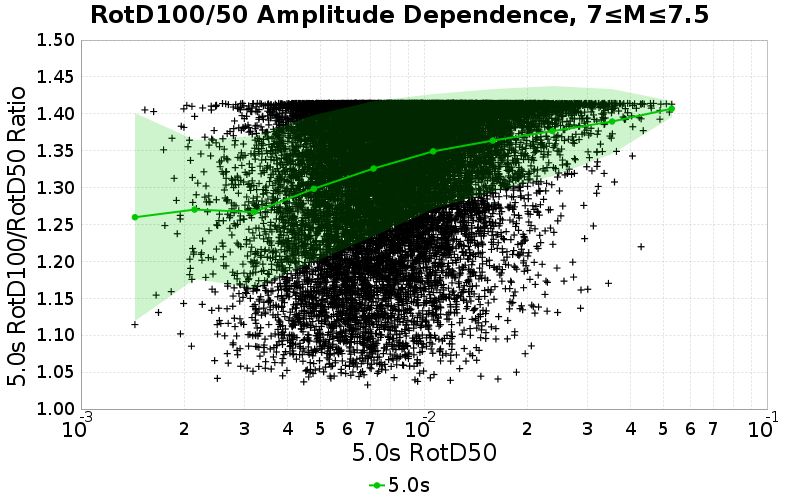 RotD100/50 Amplitude Dependence, 7≤M≤7.5
5.0s RotD100/RotD50 Ratio
1.50
1.45
1.40
1.35
1.30
1.25
1.20
1.15
1.10
1.05
1.00
10-3 2 3 4 5 6 7 10-2 2 3 4 5 6 7 10-1
5.0s RotD50
5.0s